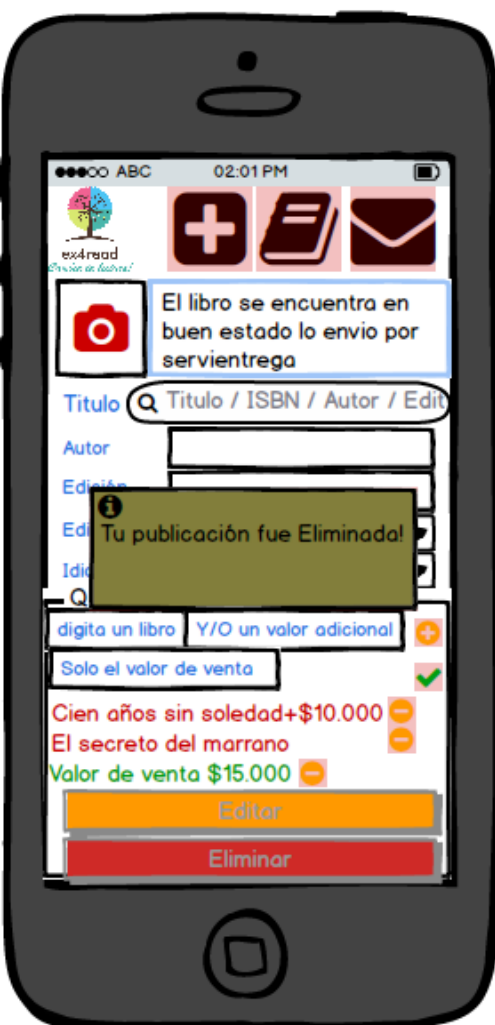 ABC 02:01 PM
ex4read
El libro se encuentra en
buen estado lo envio por
servientrega
Titulo Titulo / ISBN / Autor / Edit
Autor
Edición
Tu publicación fue Eliminada!
digita un libro Y/O un valor adicional
Solo el valor de venta
Cien años sin soledad+$10.000
El secreto del marrano
Valor de venta $15.000
Editar
Eliminar